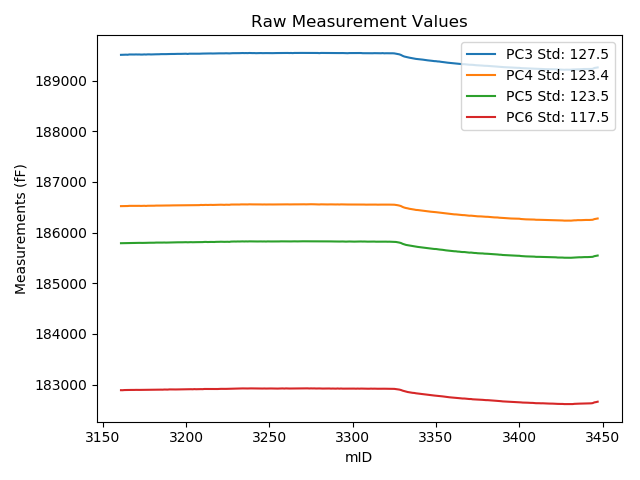 Raw Measurement Values
PC3 Std: 127.5
PC4 Std: 123.4
PC5 Std: 123.5
PC6 Std: 117.5
Measurements (fF)
189000
188000
187000
186000
185000
184000
183000
3150 3200 3250 3300 3350 3400 3450
mID